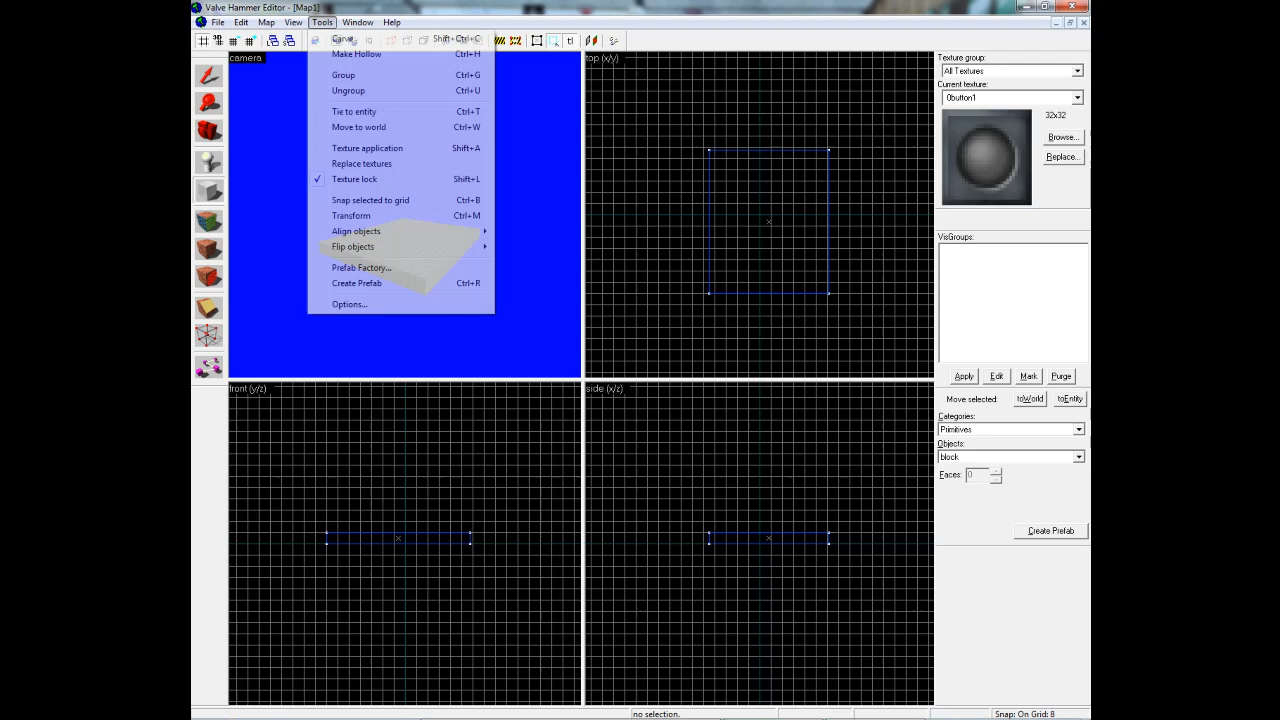 Valve Hammer Editor - [Map1]
File Edit Map View Tools Window Help
Carve Shift+Ctrl+C
Make Hollow Ctrl+H
Group Ctrl+G
Ungroup Ctrl+U
Tie to entity Ctrl+T
Move to world Ctrl+W
Texture application Shift+A
Replace textures
Texture lock Shift+L
Snap selected to grid Ctrl+B
Transform Ctrl+M
Align objects
Flip objects
Prefab Factory...
Create Prefab Ctrl+R
Options...
camera
top (x/y)
front (y/z)
side (x/z)
Texture group:
All Textures
Current texture:
0button1
32x32
Browse...
Replace...
VisGroups:
Apply Edit Mark Purge
Move selected: toWorld toEntity
Categories:
Primitives
Objects:
block
Faces: 0
Create Prefab
no selection.
Snap: On Grid: 8